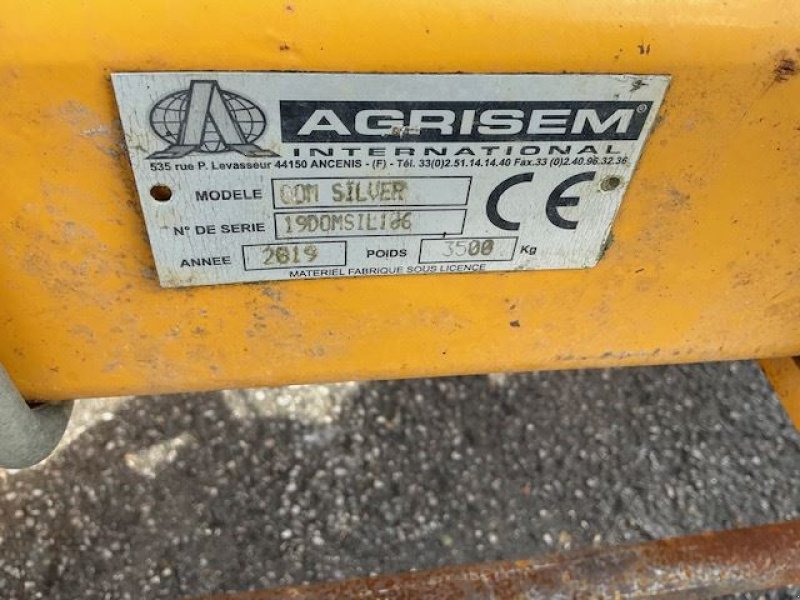 A
AGRISEM ®
INTERNATIONAL
535 rue P. Levasseur 44150 ANCENIS - (F) - Tél. 33(0)2.51.14.14.40 Fax.33 (0)2.40.96.32.36
MODELE DOM SILVER
N° DE SERIE
CE
ANNEE 2019 POIDS 3500 Kg
MATERIEL FABRIQUE SOUS LICENCE